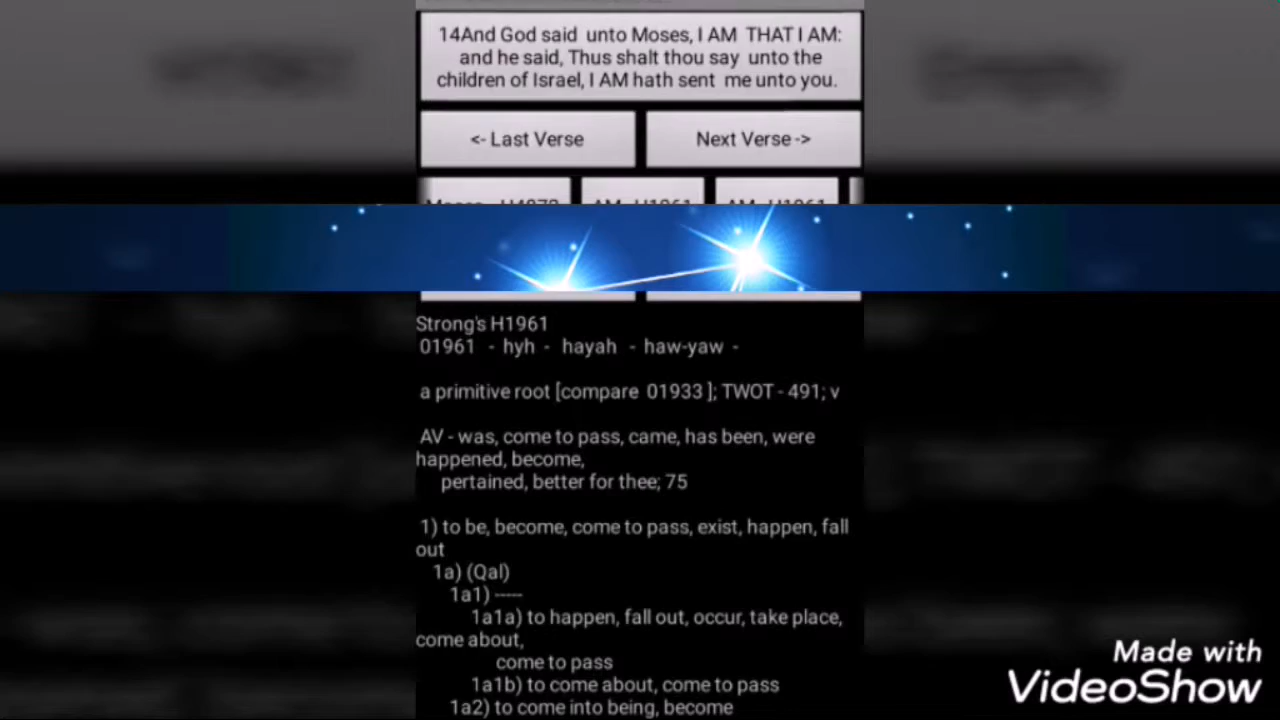 14And God said unto Moses, I AM THAT I AM:
and he said, Thus shalt thou say unto the
children of Israel, I AM hath sent me unto you.
<- Last Verse
Next Verse ->
Strong's H1961
01961 - hyh - hayah - haw-yaw -
a primitive root [compare 01933 ]; TWOT - 491; v
AV - was, come to pass, came, has been, were
happened, become,
pertained, better for thee; 75
1) to be, become, come to pass, exist, happen, fall
out
1a) (Qal)
1a1) -----
1a1a) to happen, fall out, occur, take place,
come about,
come to pass
1a1b) to come about, come to pass
1a2) to come into being, become
Made with
VideoShow